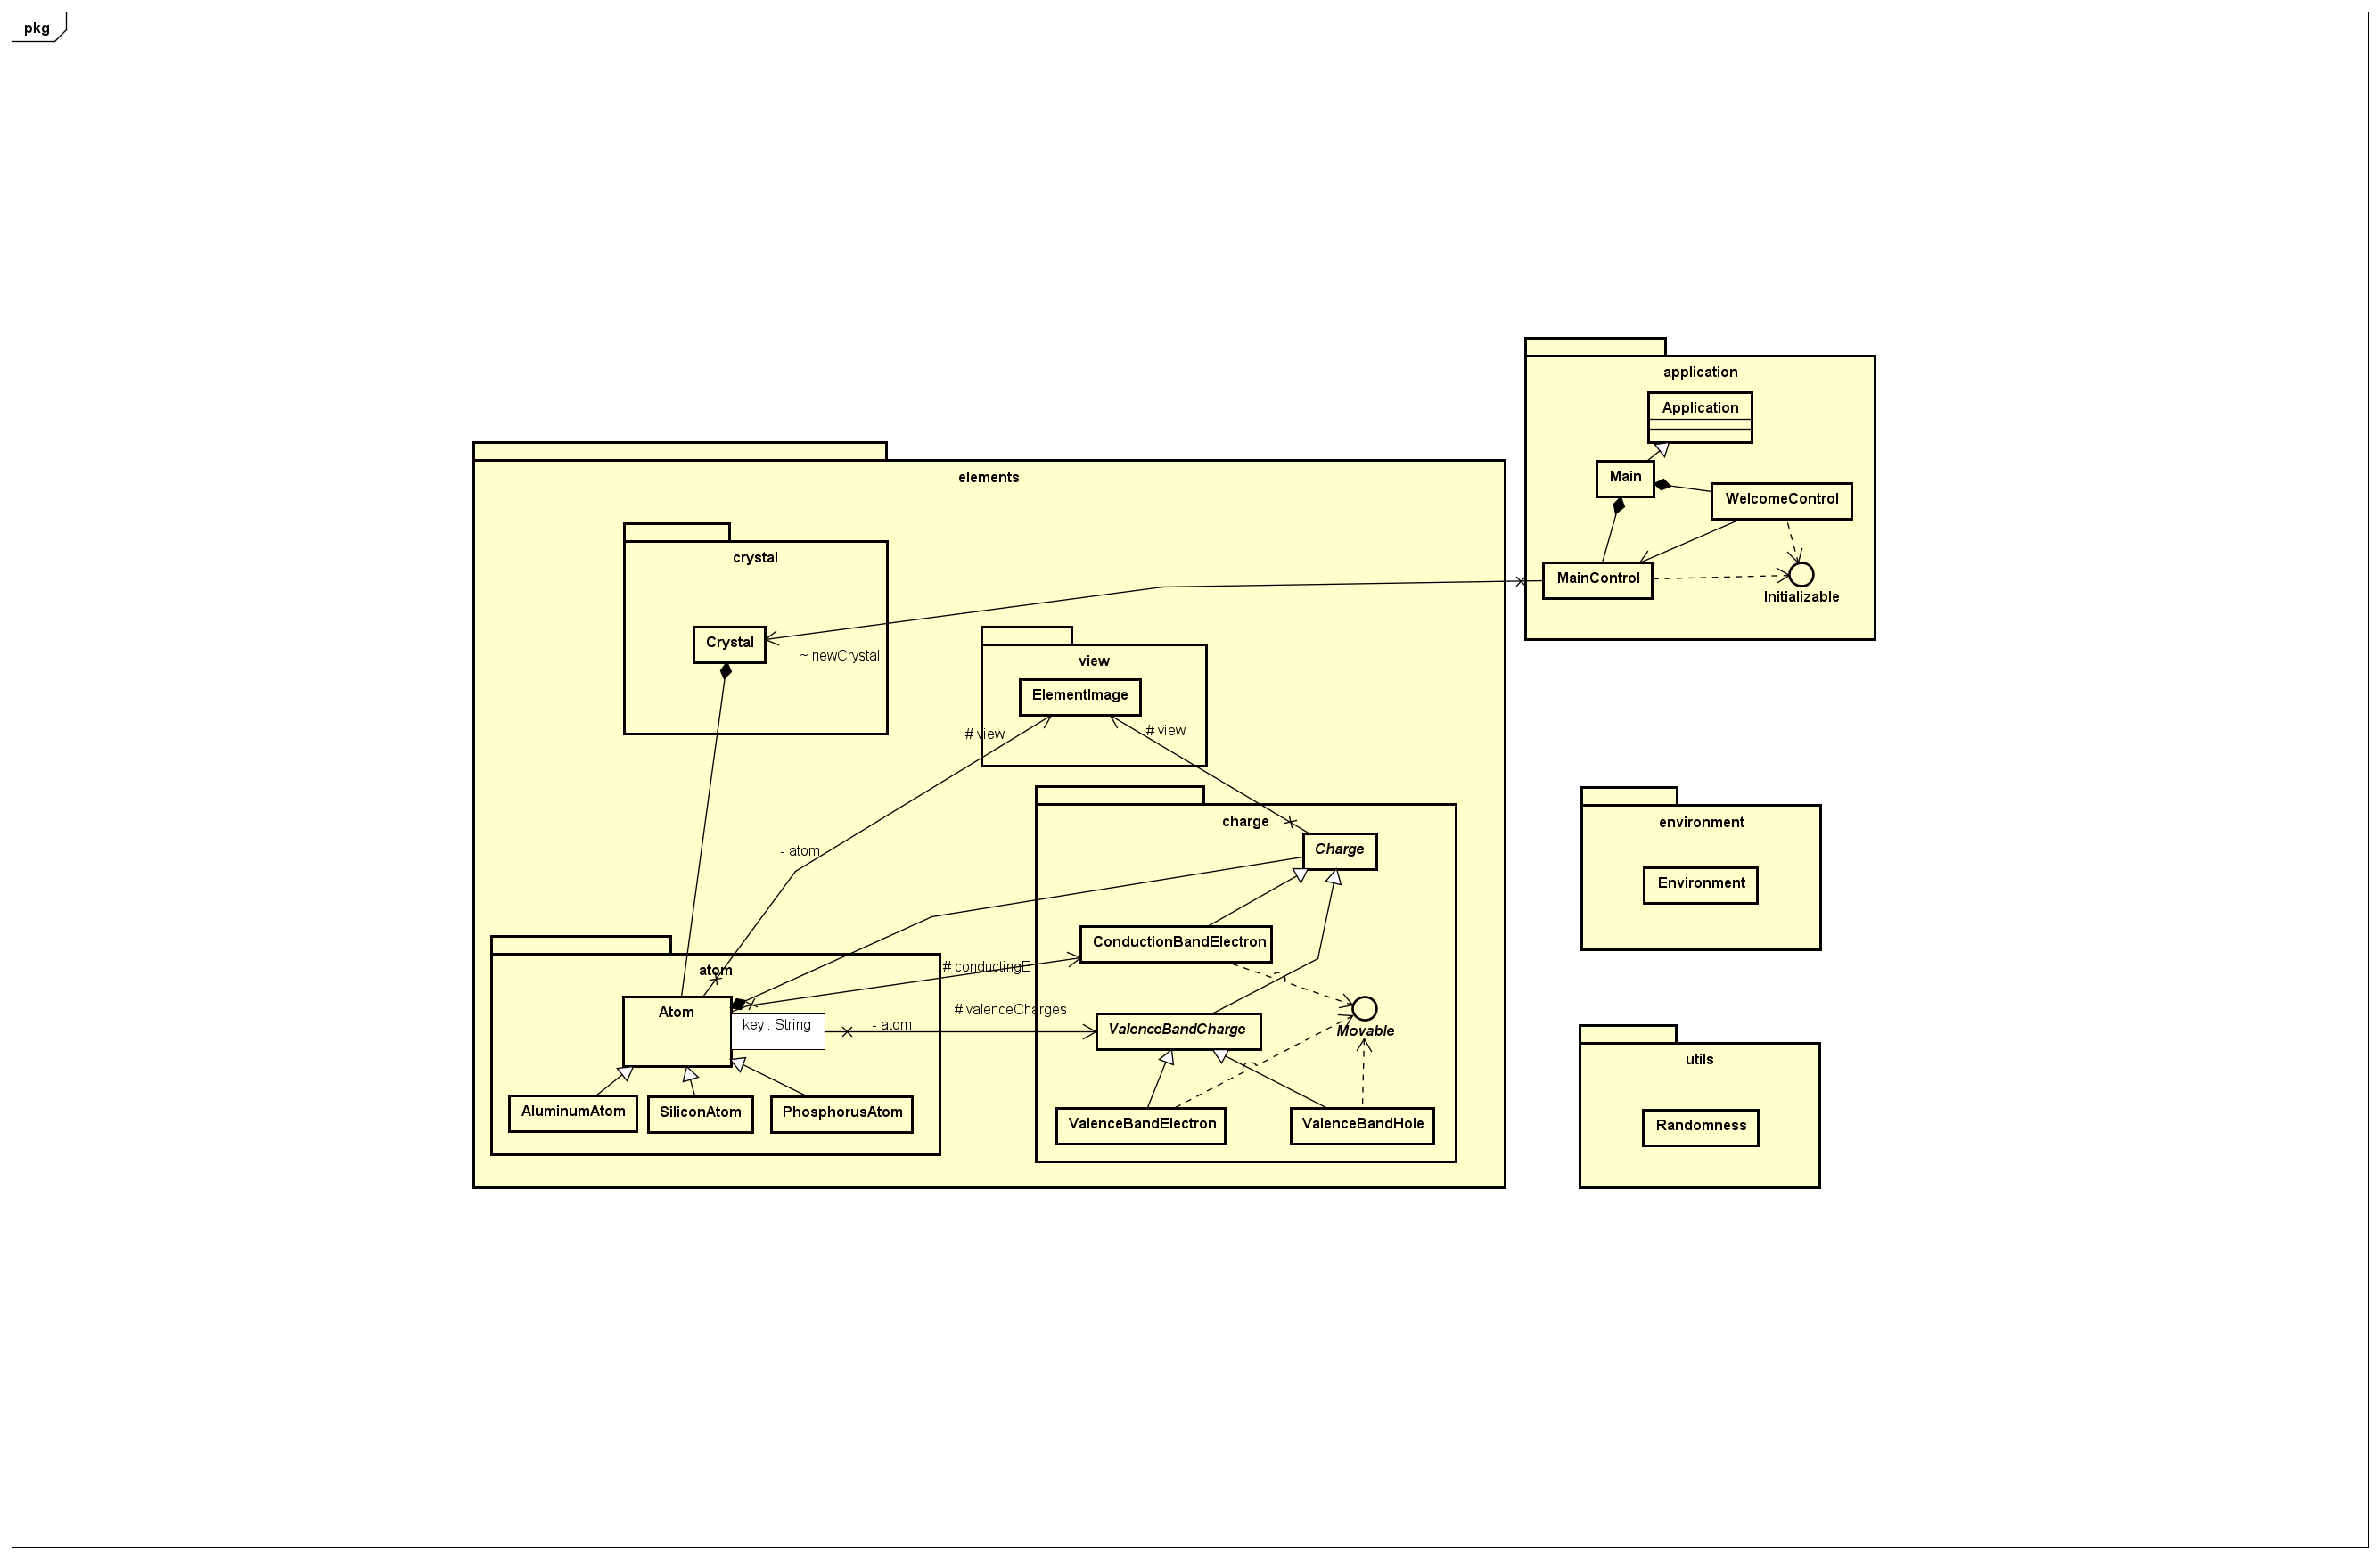 pkg
application
Application
Main
WelcomeControl
MainControl
Initializable
elements
crystal
Crystal
~ newCrystal
view
ElementImage
# view
# view
charge
Charge
- atom
ConductionBandElectron
# conductingE
atom
Atom
key : String
- atom
# valenceCharges
ValenceBandCharge
Movable
AluminumAtom
SiliconAtom
PhosphorusAtom
ValenceBandElectron
ValenceBandHole
environment
Environment
utils
Randomness